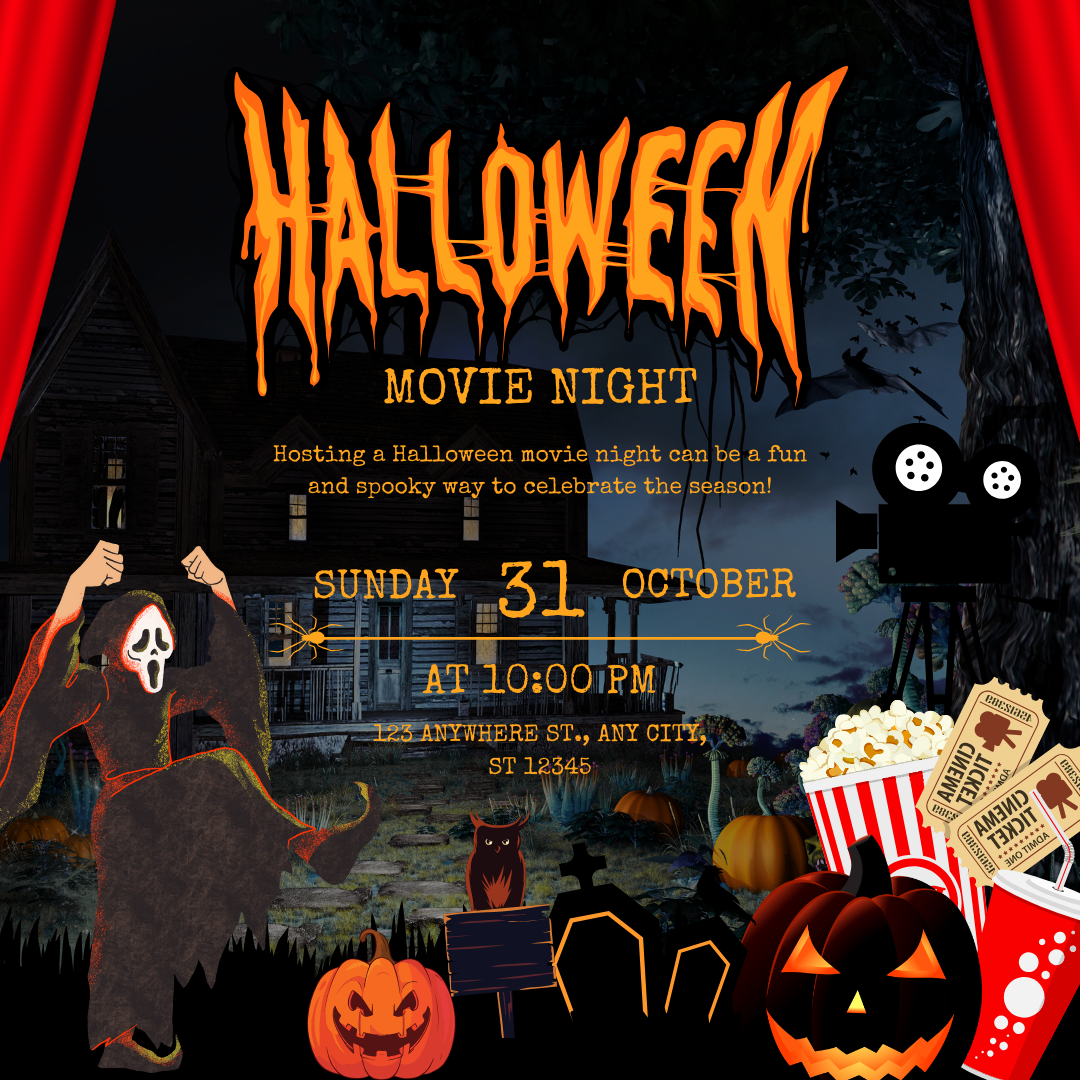 HALLOWEEN
MOVIE NIGHT
Hosting a Halloween movie night can be a fun
and spooky way to celebrate the season!
SUNDAY 31 OCTOBER
AT 10:00 PM
123 ANYWHERE ST., ANY CITY,
ST 12345
CINEMA
TICKET
CINEMA
TICKET
ADMIT ONE